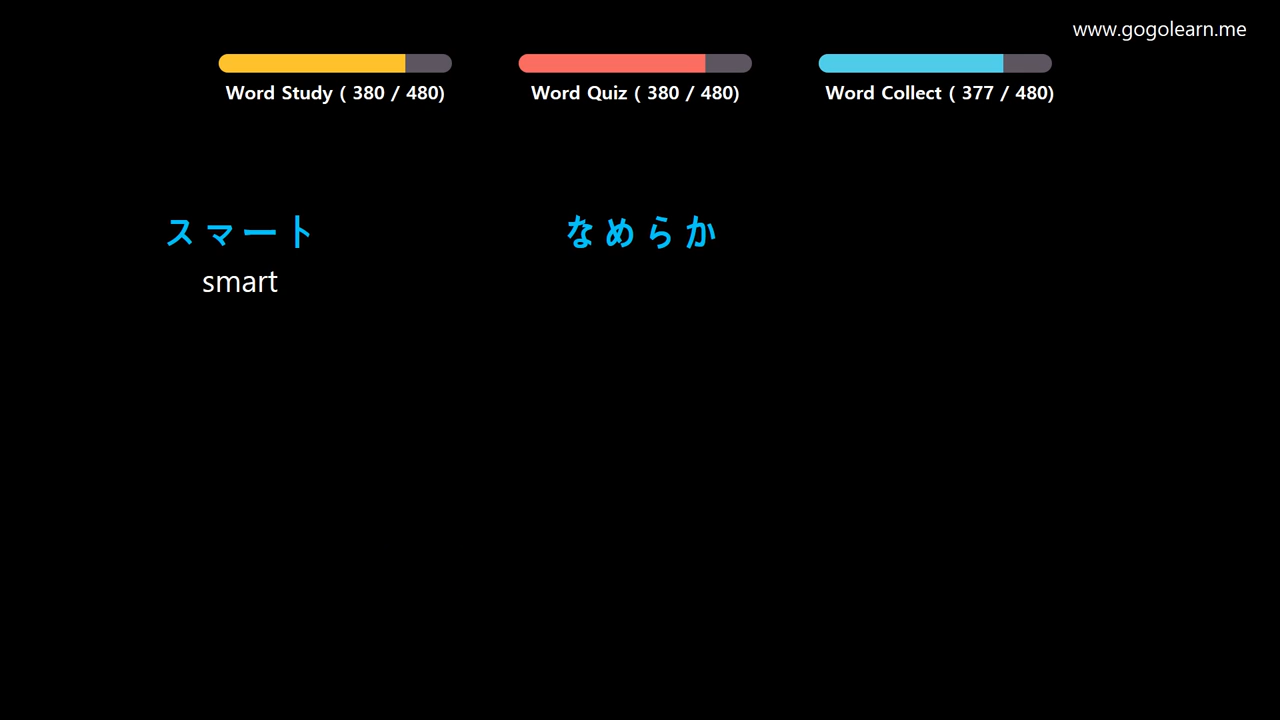 www.gogolearn.me
Word Study ( 380 / 480)
Word Quiz ( 380 / 480)
Word Collect ( 377 / 480)
スマート
なめらか
smart